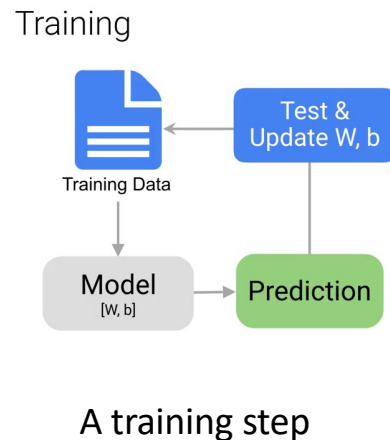 Training
Test &
Update W, b
Training Data
Model
[W, b]
Prediction
A training step